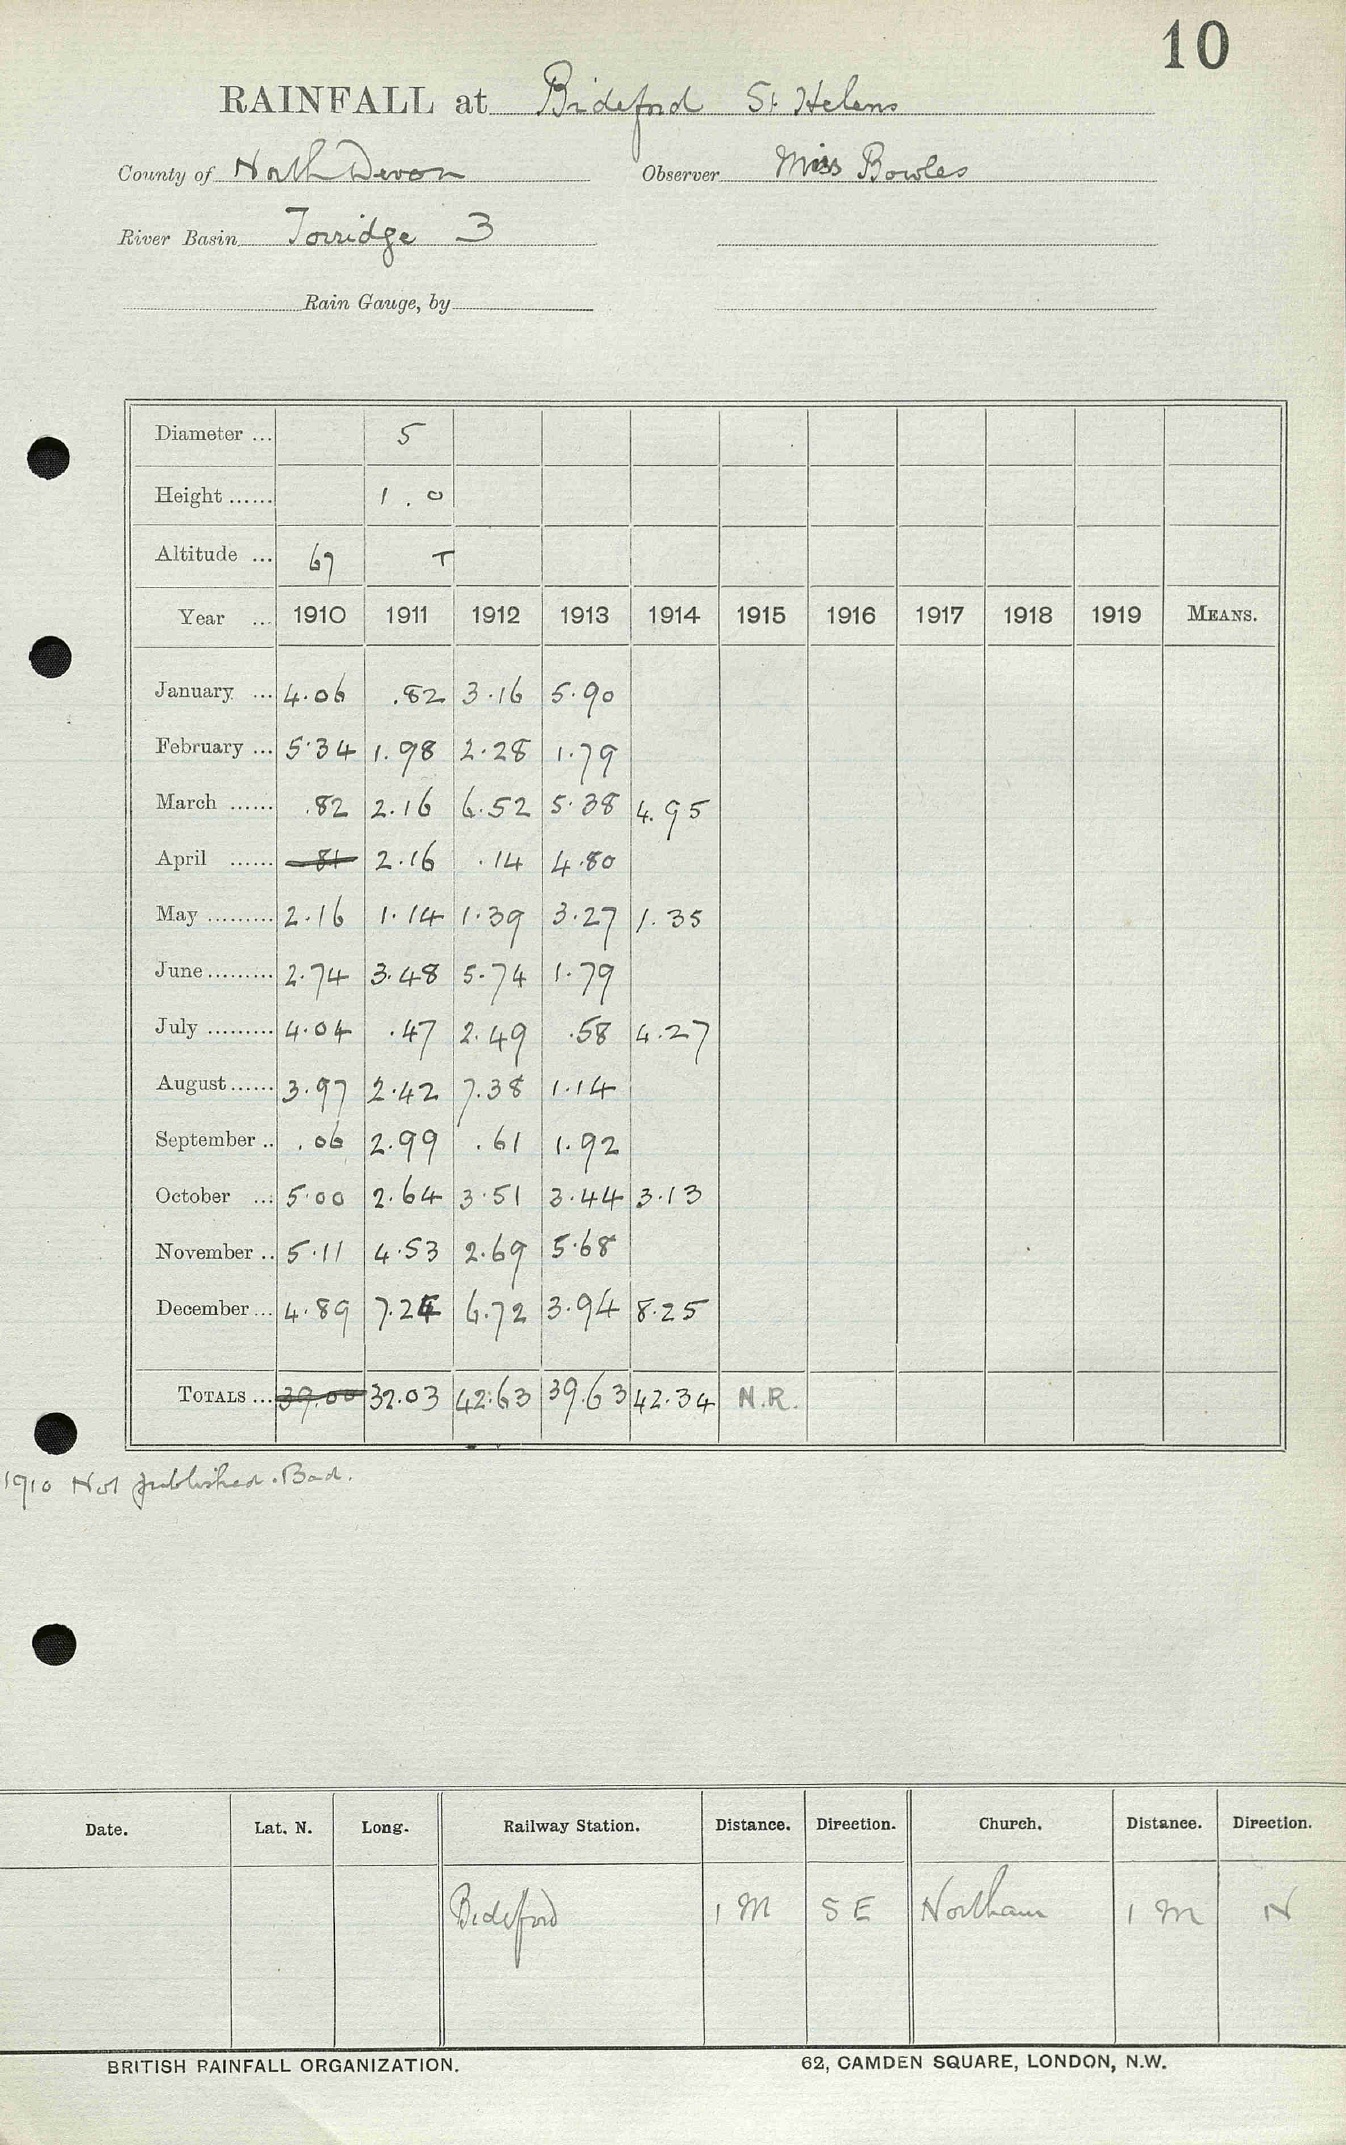 10
RAINFALL at Bideford St Helens
County of North Devon Observer Miss Bowles
River Basin Torridge 3
Rain Gauge, by
Diameter ... 5
Height ...... 1.0
Altitude ... 67 T
Year ... 1910 1911 1912 1913 1914 1915 1916 1917 1918 1919 MEANS.
January ... 4.06 .82 3.16 5.90
February ... 5.34 1.98 2.28 1.79
March ...... .82 2.16 6.52 5.38 4.95
April ...... .81 2.16 .14 4.80
May ......... 2.16 1.14 1.39 3.27 1.35
June ......... 2.74 3.48 5.74 1.79
July ......... 4.04 .47 2.49 .58 4.27
August ...... 3.97 2.42 7.38 1.14
September .. .06 2.99 .61 1.92
October ... 5.00 2.64 3.51 3.44 3.13
November .. 5.11 4.53 2.69 5.68
December ... 4.89 7.24 6.72 3.94 8.25
TOTALS ... 39.00 32.03 42.63 39.63 42.34 N.R.
1910 Not published. Bad.
Date. Lat. N. Long. Railway Station. Distance. Direction. Church. Distance. Direction.
Bideford 1 M SE Northam 1 M N
BRITISH RAINFALL ORGANIZATION. 62, CAMDEN SQUARE, LONDON, N.W.